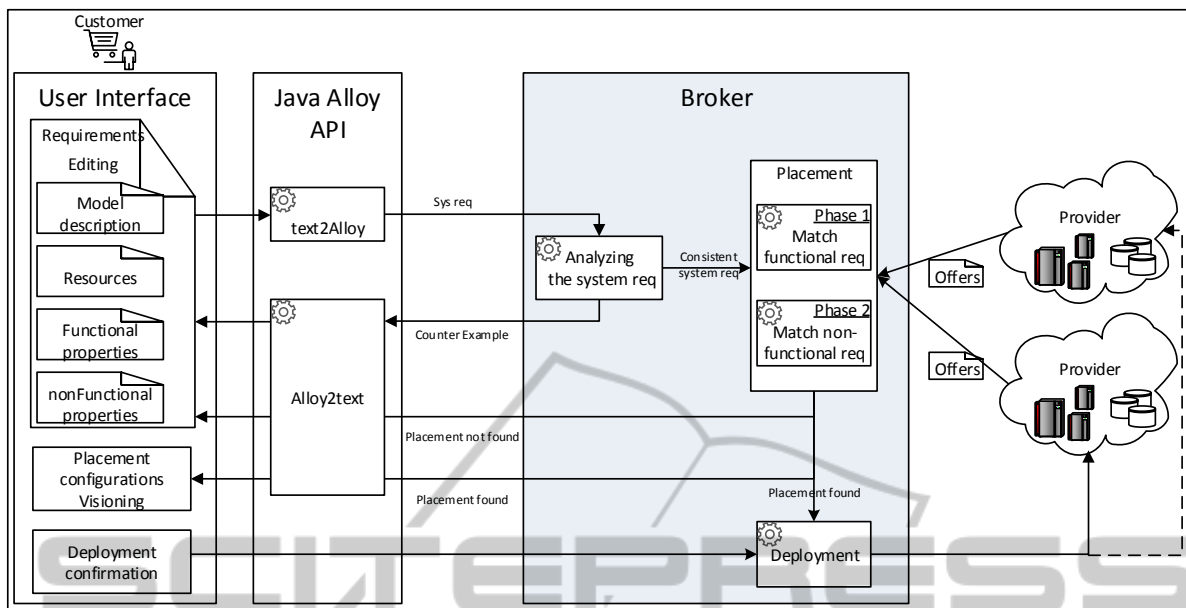 Customer
User Interface
Requirements
Editing
Model
description
Resources
Functional
properties
nonFunctional
properties
Placement
configurations
Visioning
Deployment
confirmation
Java Alloy
API
text2Alloy
Alloy2text
Sys req
Counter Example
Placement not found
Placement found
Broker
Analyzing
the system req
Consistent
system req
Placement
Phase 1
Match
functional req
Phase 2
Match non-
functional req
Placement found
Deployment
Offers
Offers
Provider
Provider
SCITEPRESS